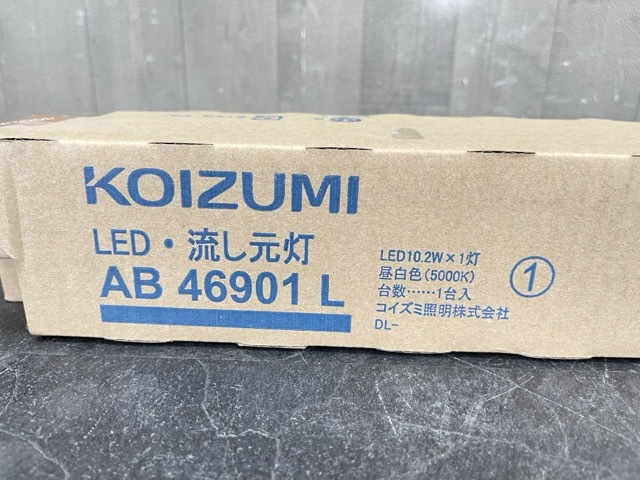 KOIZUMI
LED・流し元灯
AB 46901 L
LED10.2W×1灯
昼白色(5000K)
台数……1台入
コイズミ照明株式会社
DL-
①